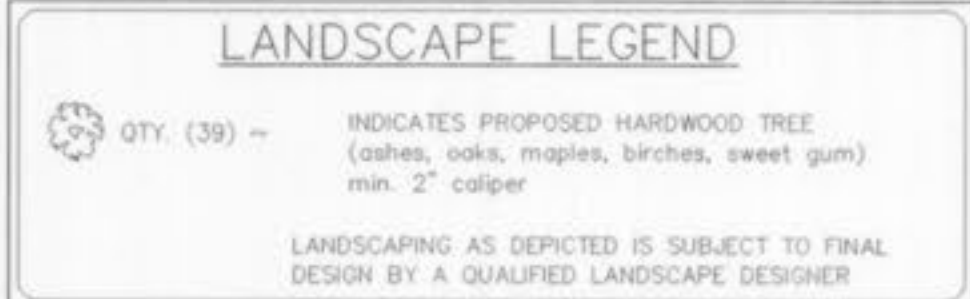 LANDSCAPE LEGEND
QTY. (39) ~ INDICATES PROPOSED HARDWOOD TREE
(ashes, oaks, maples, birches, sweet gum)
min. 2" caliper
LANDSCAPING AS DEPICTED IS SUBJECT TO FINAL
DESIGN BY A QUALIFIED LANDSCAPE DESIGNER